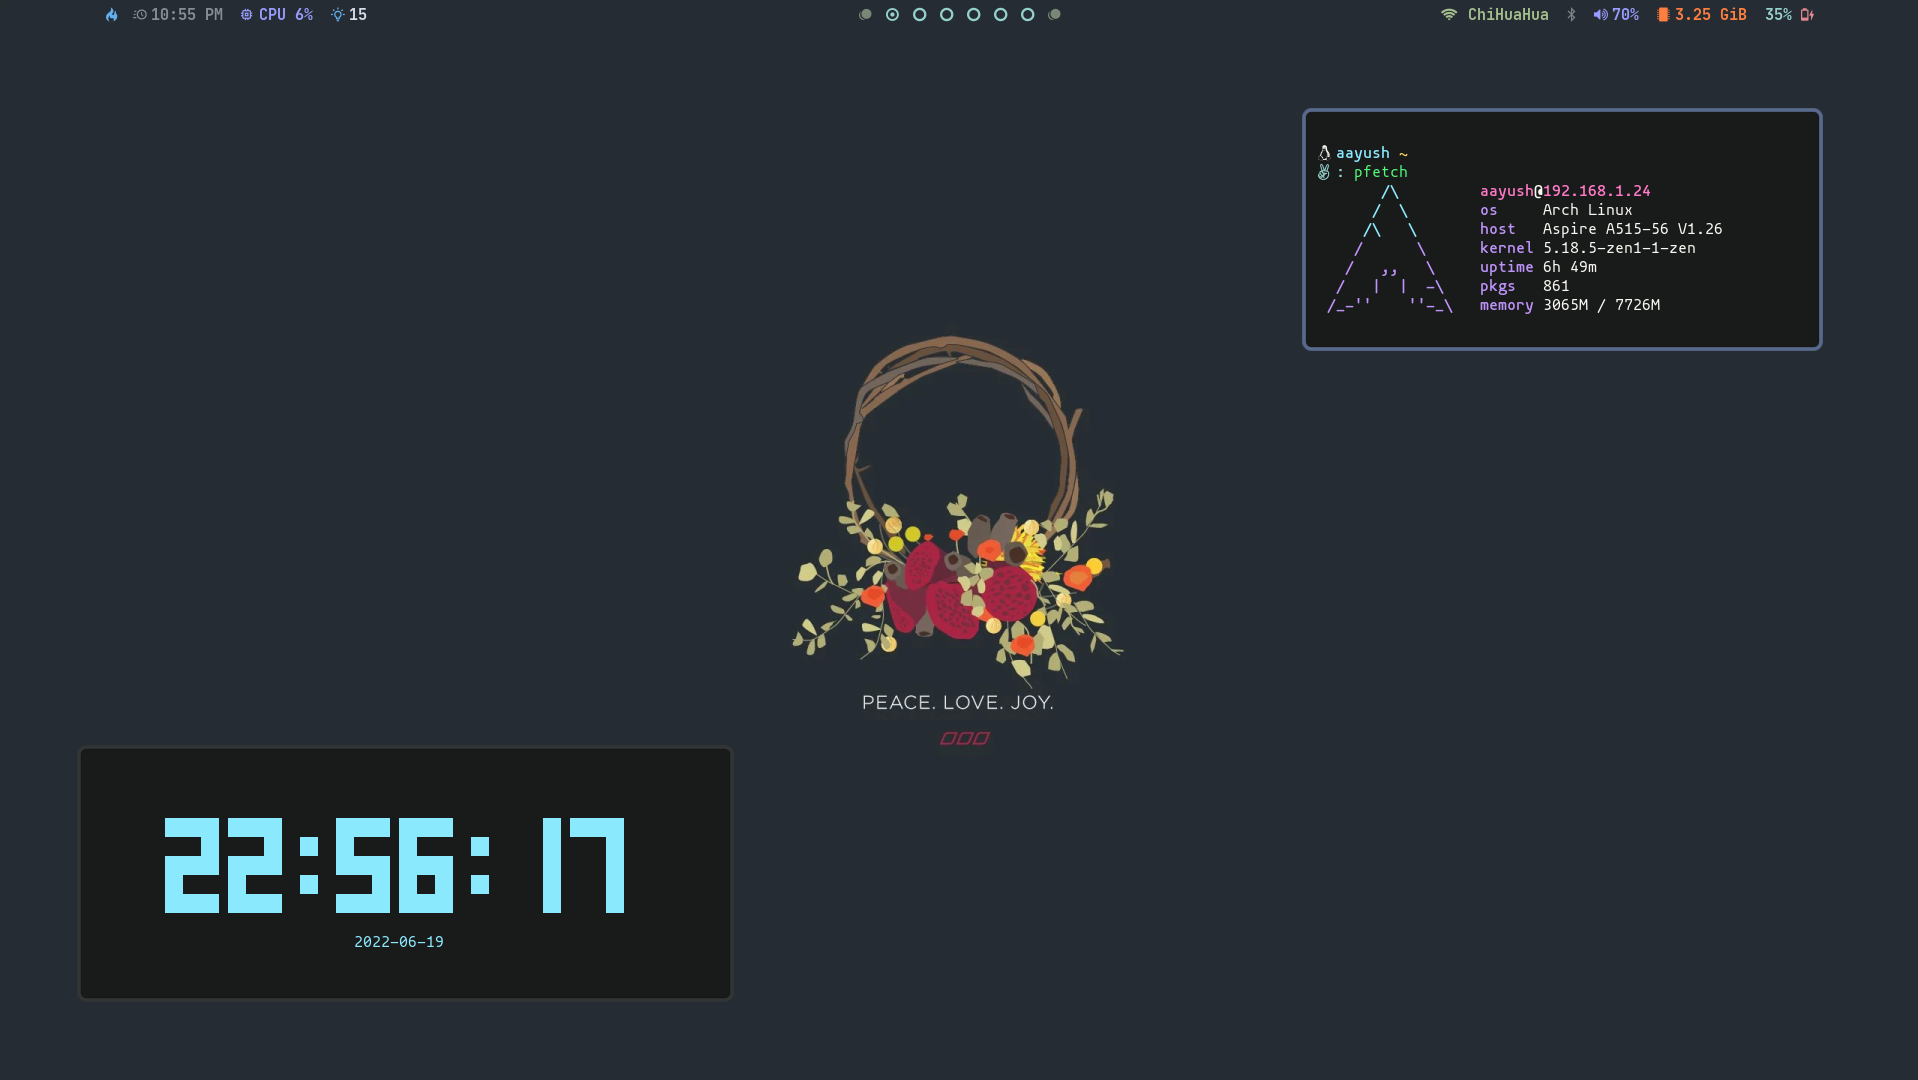 10:55 PM CPU 6% 15
ChiHuaHua 70% 3.25 GiB 35%
aayush ~
: pfetch
/\ aayush@192.168.1.24
/  \ os Arch Linux
/\   \ host Aspire A515-56 V1.26
/      \ kernel 5.18.5-zen1-1-zen
/   ,,   \ uptime 6h 49m
/   |  |  -\ pkgs 861
/_-''    ''-_\ memory 3065M / 7726M
PEACE. LOVE. JOY.
22:56:17
2022-06-19